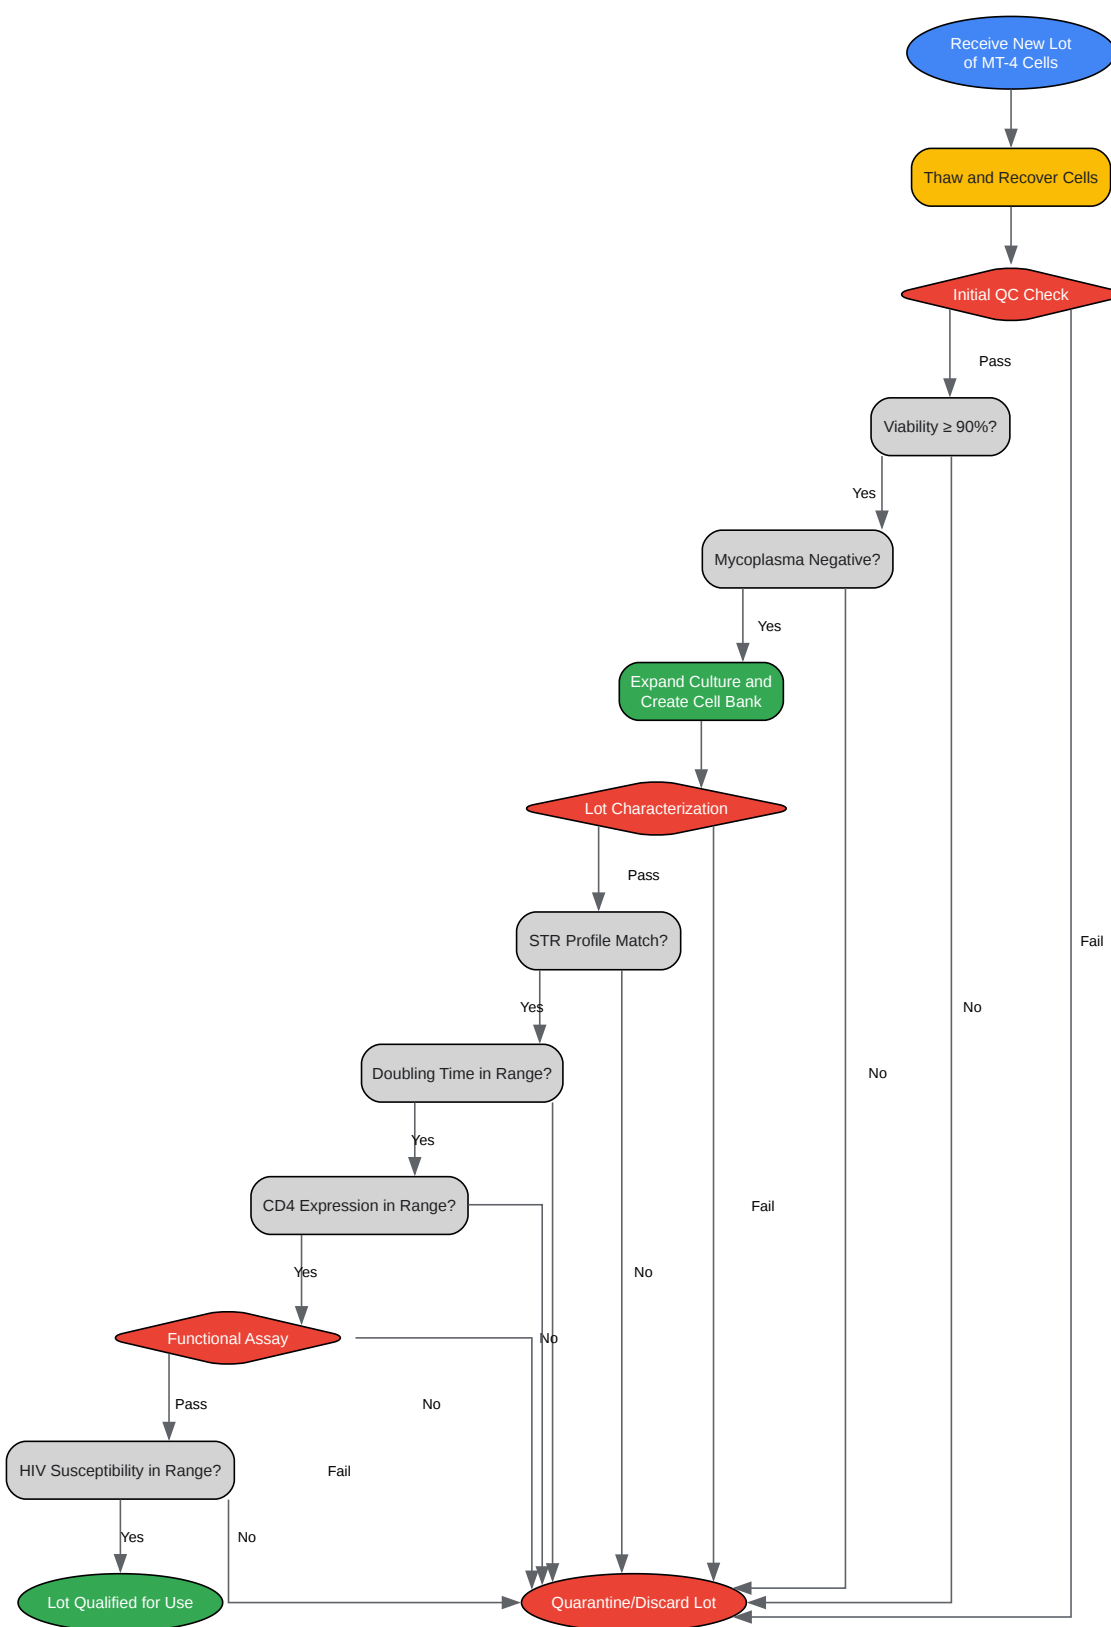 Receive New Lot
of MT-4 Cells
Thaw and Recover Cells
Initial QC Check
Pass
Viability ≥ 90%?
Yes
Mycoplasma Negative?
Yes
Expand Culture and
Create Cell Bank
Lot Characterization
Pass
STR Profile Match?
Fail
Yes
No
Doubling Time in Range?
No
Yes
CD4 Expression in Range?
Fail
Yes
No
Functional Assay
No
Pass
No
HIV Susceptibility in Range?
Fail
Yes
No
Lot Qualified for Use
Quarantine/Discard Lot